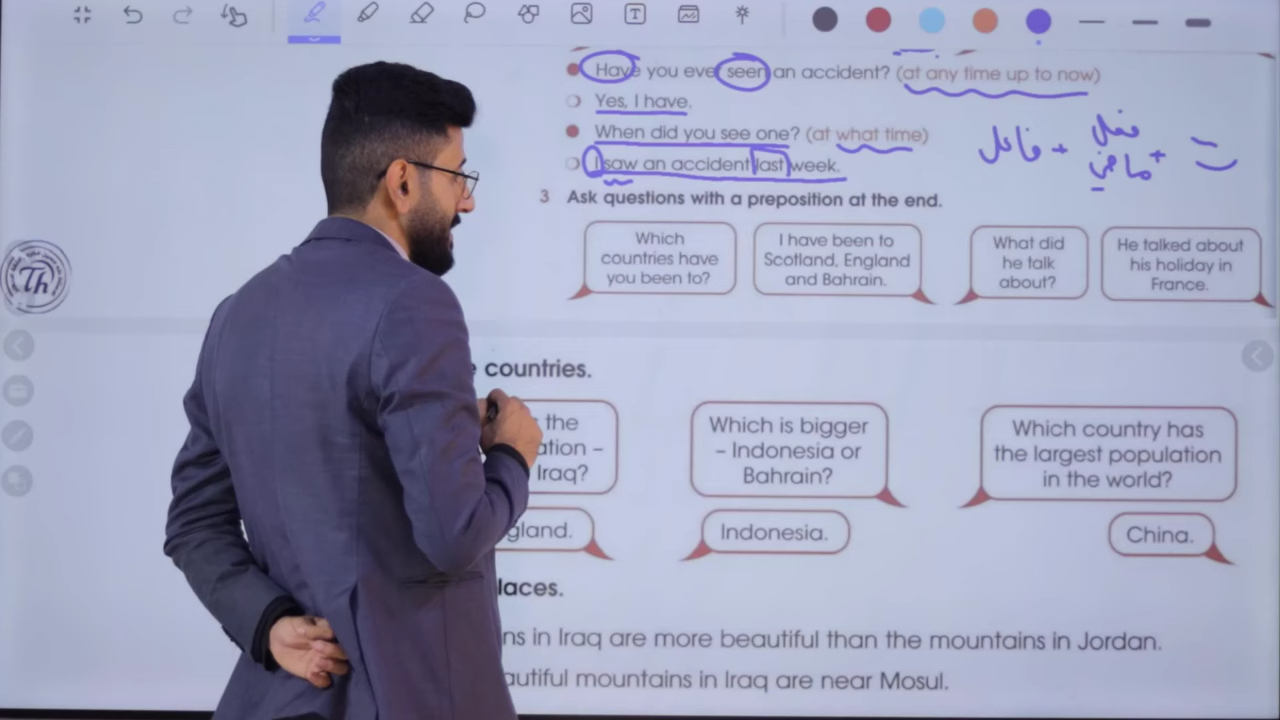 Have you ever seen an accident? (at any time up to now)
Yes, I have.
When did you see one? (at what time)
I saw an accident last week.
فاعل + فعل ماضي + =
3 Ask questions with a preposition at the end.
Which countries have you been to?
I have been to Scotland, England and Bahrain.
What did he talk about?
He talked about his holiday in France.
Th
countries.
the
Iraq?
Which is bigger – Indonesia or Bahrain?
Which country has the largest population in the world?
Indonesia.
China.
in Iraq are more beautiful than the mountains in Jordan.
mountains in Iraq are near Mosul.